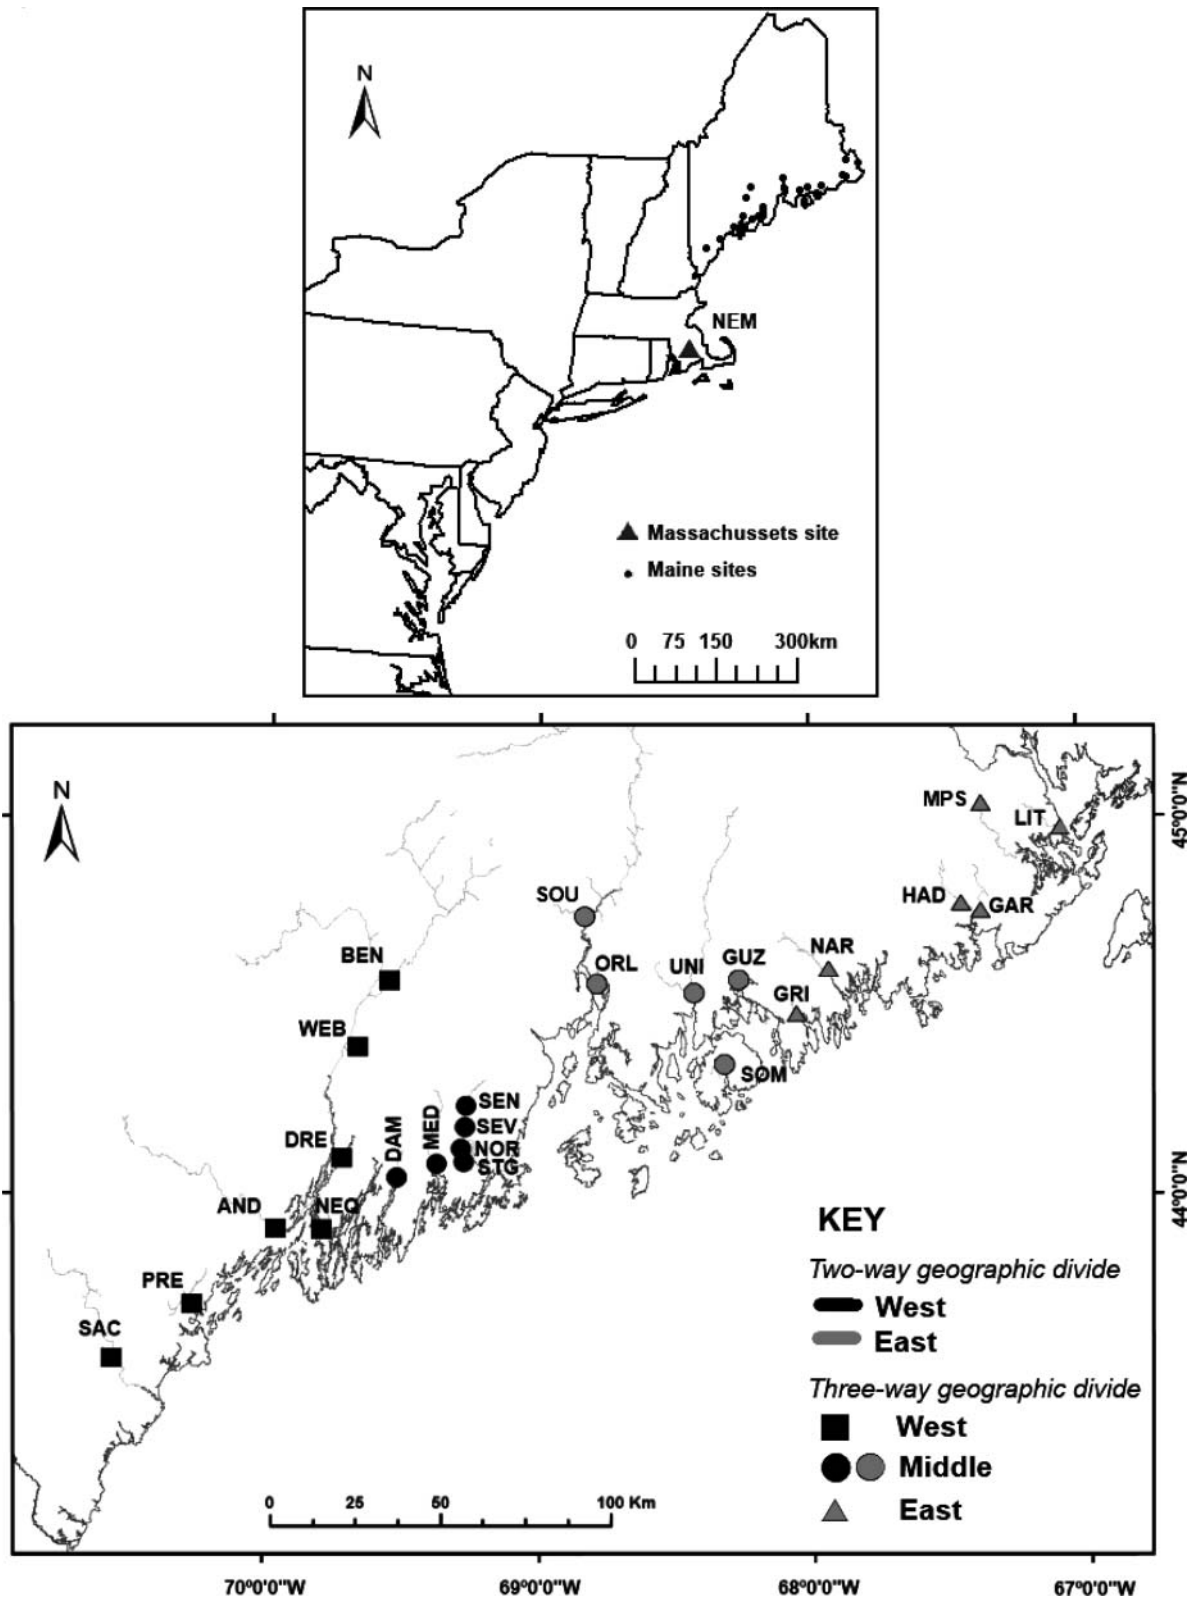 N
NEM
Massachussets site
Maine sites
0 75 150 300km
N
MPS
LIT
HAD
GAR
SOU
BEN
ORL
UNI
GUZ
NAR
GRI
WEB
SOM
SEN
SEV
DAM
MED
NOR
STG
DRE
AND
NEQ
PRE
SAC
45°0'0"N
44°0'0"N
KEY
Two-way geographic divide
West
East
Three-way geographic divide
West
Middle
East
0 25 50 100 Km
70°0'0"W 69°0'0"W 68°0'0"W 67°0'0"W